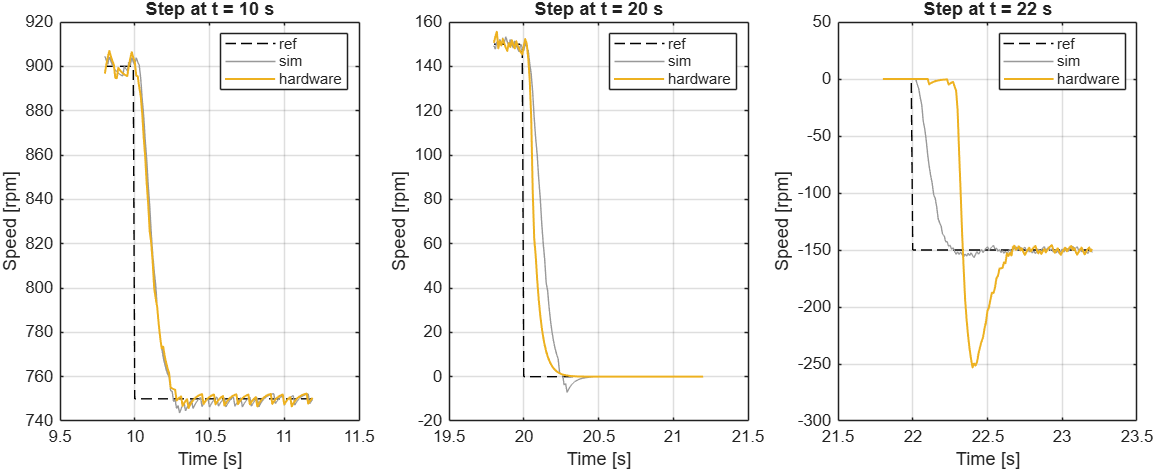 Step at t = 10 s
920
900
880
860
840
820
800
780
760
740
Speed [rpm]
9.5
10
10.5
11
11.5
Time [s]
ref
sim
hardware
Step at t = 20 s
160
140
120
100
80
60
40
20
0
-20
Speed [rpm]
19.5
20
20.5
21
21.5
Time [s]
ref
sim
hardware
Step at t = 22 s
50
0
-50
-100
-150
-200
-250
-300
Speed [rpm]
21.5
22
22.5
23
23.5
Time [s]
ref
sim
hardware